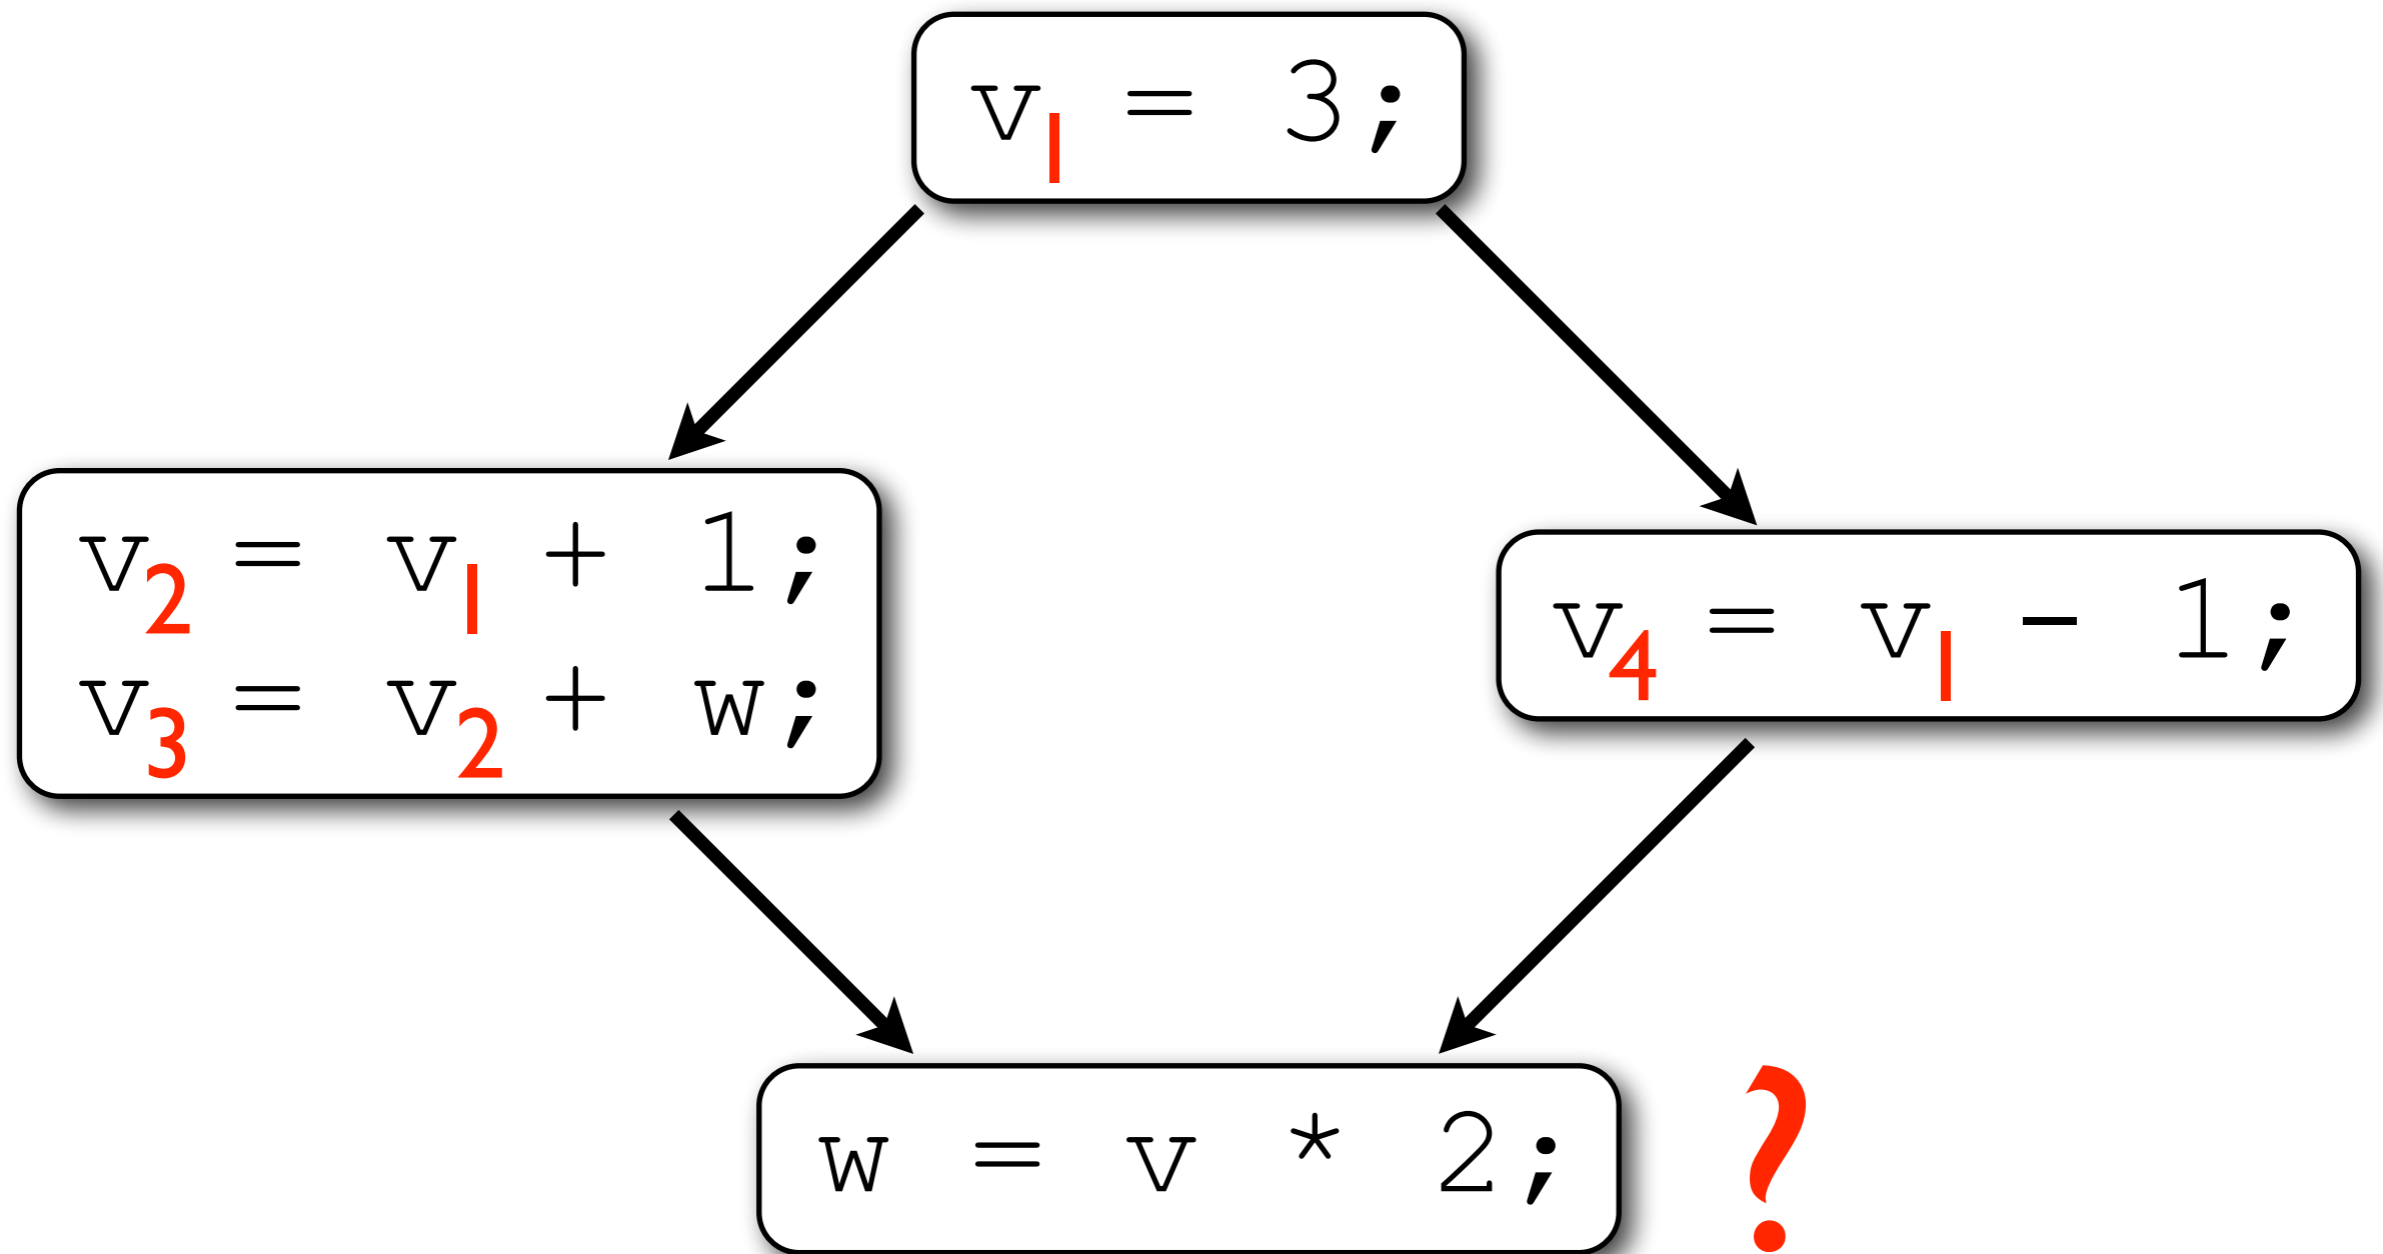 v₁ = 3;
v₂ = v₁ + 1;
v₃ = v₂ + w;
v₄ = v₁ - 1;
w = v * 2;
?